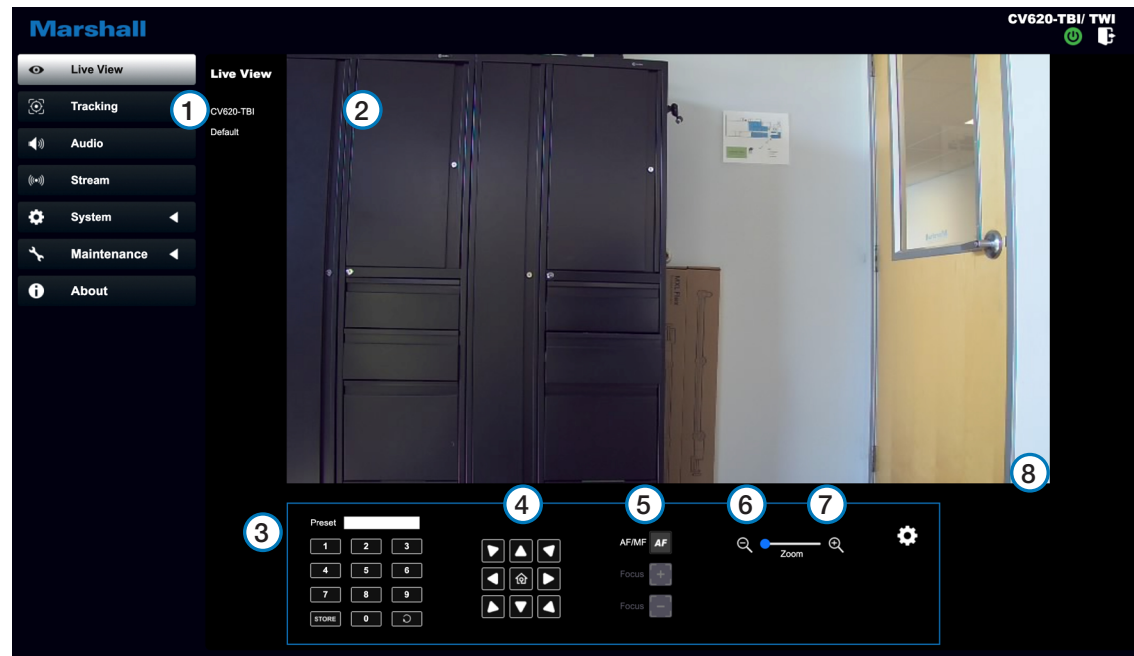 Marshall
CV620-TBI/ TWI
Live View
Tracking
Audio
Stream
System
Maintenance
About
1
Live View
CV620-TBI
Default
2
8
3
4
5
6
7
Preset
1 2 3
4 5 6
7 8 9
STORE 0
AF/MF AF
Focus +
Focus −
Zoom